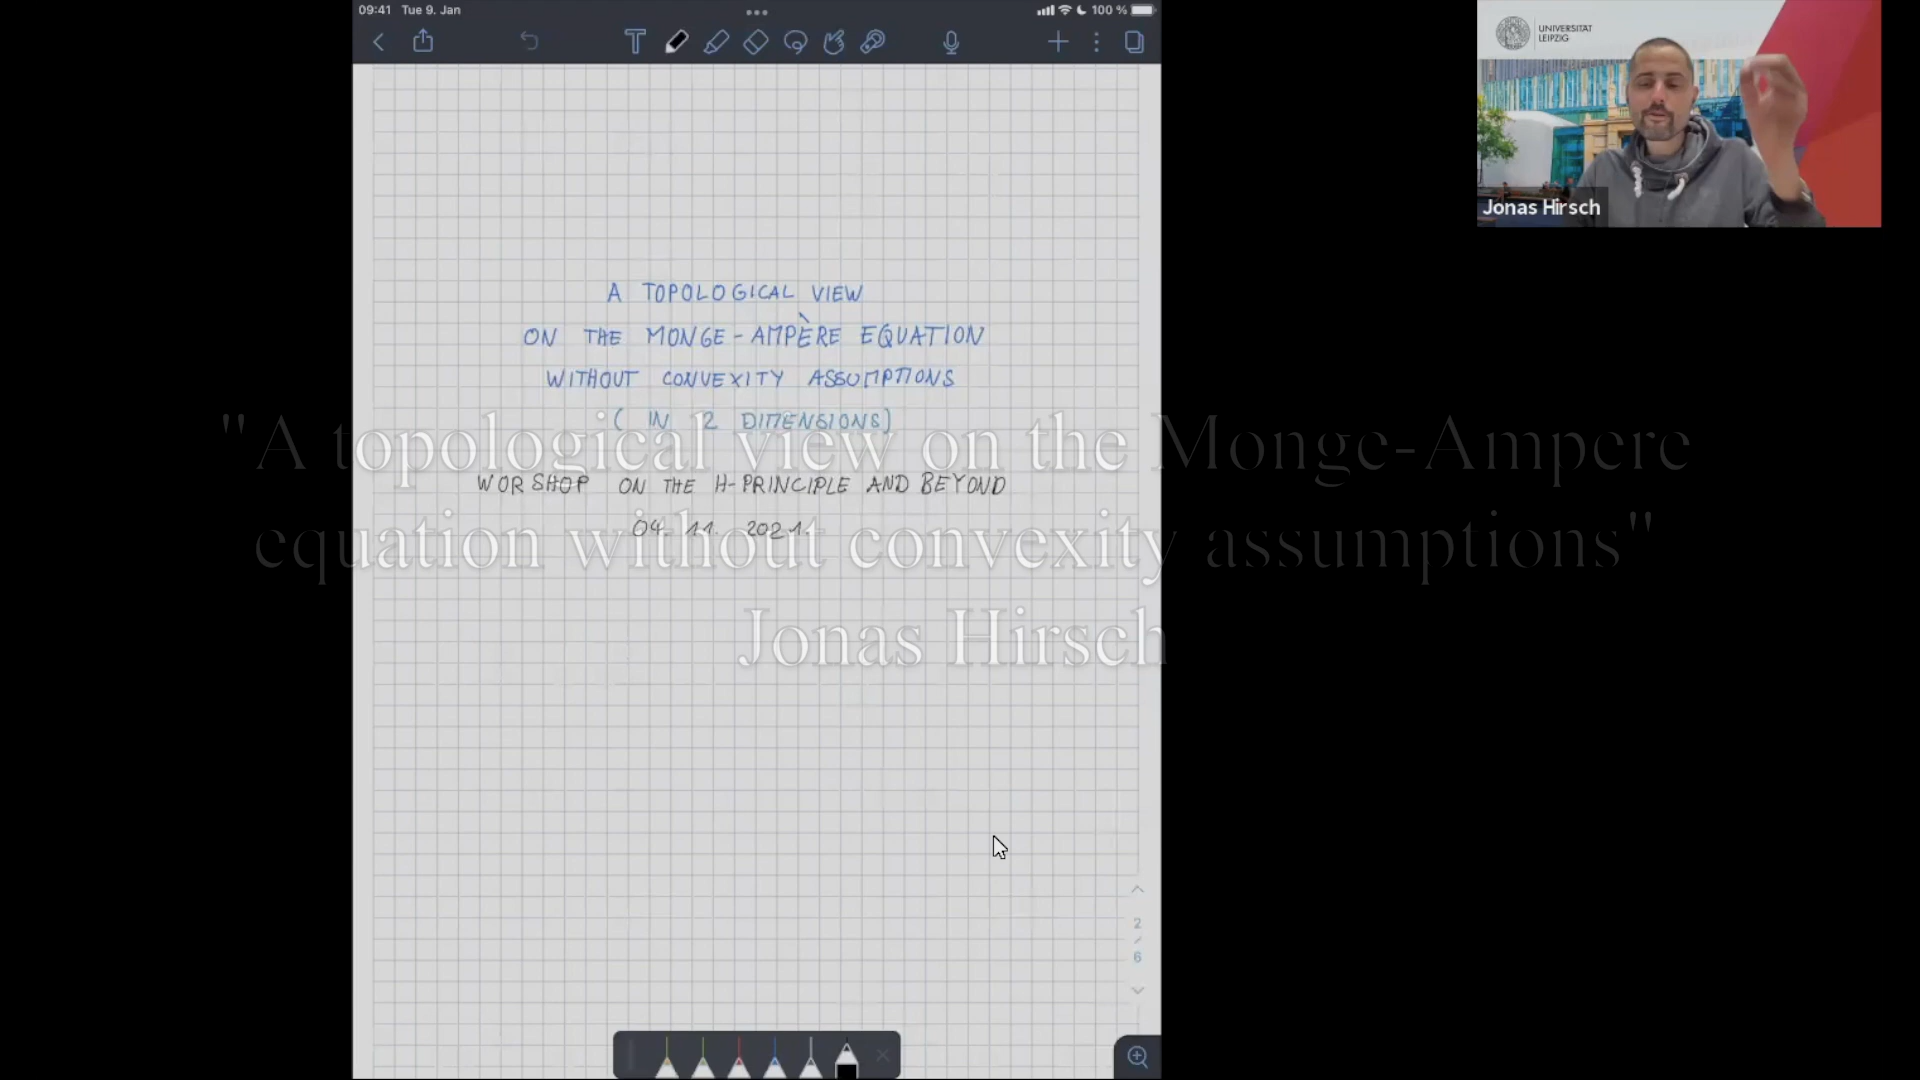 09:41 Tue 9. Jan
100 %
UNIVERSITÄT
LEIPZIG
Jonas Hirsch
A TOPOLOGICAL VIEW
ON THE MONGE-AMPÈRE EQUATION
WITHOUT CONVEXITY ASSUMPTIONS
( IN 2 DIMENSIONS)
WORSHOP ON THE H-PRINCIPLE AND BEYOND
04. 11. 2021.
"A topological view on the Monge-Ampere
equation without convexity assumptions"
Jonas Hirsch
2
6